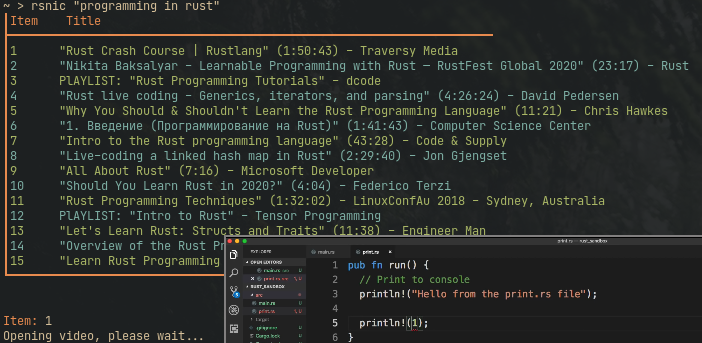 ~ > rsnic "programming in rust"
Item Title
1 "Rust Crash Course | Rustlang" (1:50:43) - Traversy Media
2 "Nikita Baksalyar - Learnable Programming with Rust — RustFest Global 2020" (23:17) - Rust
3 PlAYLIST: "Rust Programming Tutorials" - dcode
4 "Rust live coding - Generics, iterators, and parsing" (4:26:24) - David Pedersen
5 "Why You Should & Shouldn't Learn the Rust Programming Language" (11:21) - Chris Hawkes
6 "1. Введение (Программирование на Rust)" (1:41:43) - Computer Science Center
7 "Intro to the Rust programming language" (43:28) - Code & Supply
8 "Live-coding a linked hash map in Rust" (2:29:40) - Jon Gjengset
9 "All About Rust" (7:16) - Microsoft Developer
10 "Should You Learn Rust in 2020?" (4:04) - Federico Terzi
11 "Rust Programming Techniques" (1:32:02) - LinuxConfAu 2018 - Sydney, Australia
12 PlAYLIST: "Intro to Rust" - Tensor Programming
13 "Let's Learn Rust: Structs and Traits" (11:38) - Engineer Man
14 "Overview of the Rust Pr
15 "Learn Rust Programming
Item: 1
Opening video, please wait...
print.rs — rust_sandbox
EXPLORER
OPEN EDITORS
main.rs src U
print.rs src 1, U
RUST_SANDBOX
src
main.rs U
print.rs 1, U
target
.gitignore U
Cargo.lock U
main.rs
print.rs
1 pub fn run() {
2 // Print to console
3 println!("Hello from the print.rs file");
4
5 println!(1);
6 }